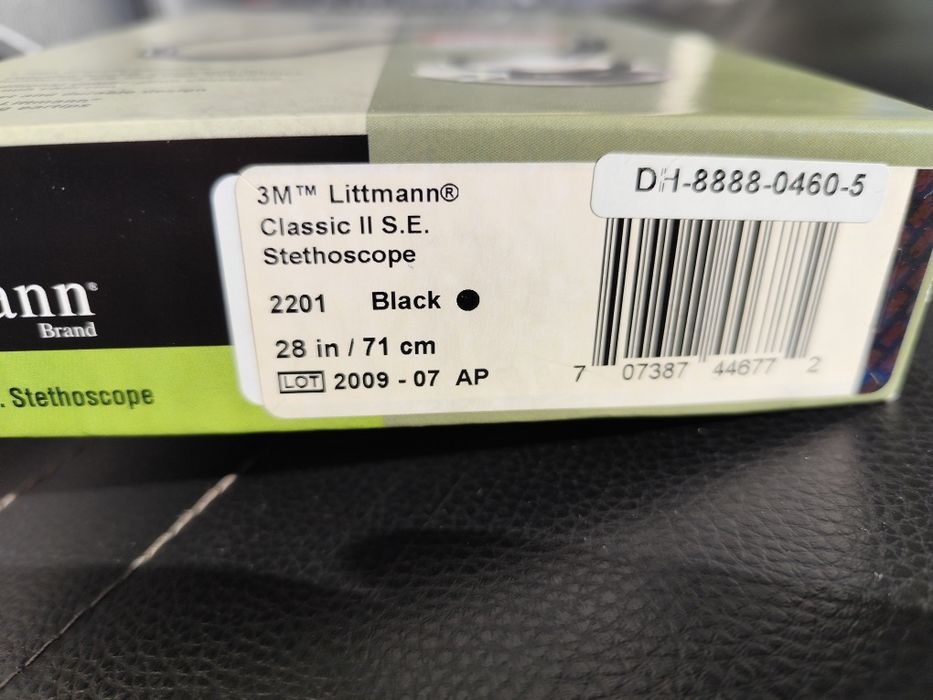 3M™ Littmann®
Classic II S.E.
Stethoscope
2201 Black
28 in / 71 cm
LOT 2009 - 07 AP
DH-8888-0460-5
7 07387 44677 2
ann®
Brand
. Stethoscope